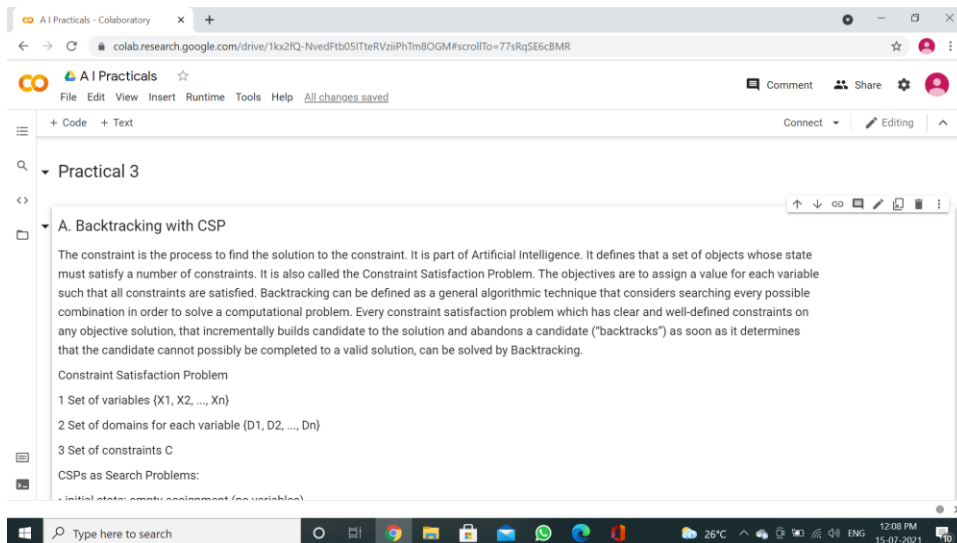 A I Practicals - Colaboratory
colab.research.google.com/drive/1kx2fQ-NvedFtb05ITteRVziiPhTm8OGM#scrollTo=77sRqSE6cBMR
A I Practicals
File Edit View Insert Runtime Tools Help All changes saved
Comment Share
+ Code + Text
Connect Editing
Practical 3
A. Backtracking with CSP
The constraint is the process to find the solution to the constraint. It is part of Artificial Intelligence. It defines that a set of objects whose state
must satisfy a number of constraints. It is also called the Constraint Satisfaction Problem. The objectives are to assign a value for each variable
such that all constraints are satisfied. Backtracking can be defined as a general algorithmic technique that considers searching every possible
combination in order to solve a computational problem. Every constraint satisfaction problem which has clear and well-defined constraints on
any objective solution, that incrementally builds candidate to the solution and abandons a candidate (“backtracks”) as soon as it determines
that the candidate cannot possibly be completed to a valid solution, can be solved by Backtracking.
Constraint Satisfaction Problem
1 Set of variables {X1, X2, ..., Xn}
2 Set of domains for each variable {D1, D2, ..., Dn}
3 Set of constraints C
CSPs as Search Problems:
• initial state: empty assignment (no variables)
Type here to search
26°C
ENG
12:08 PM
15-07-2021
10